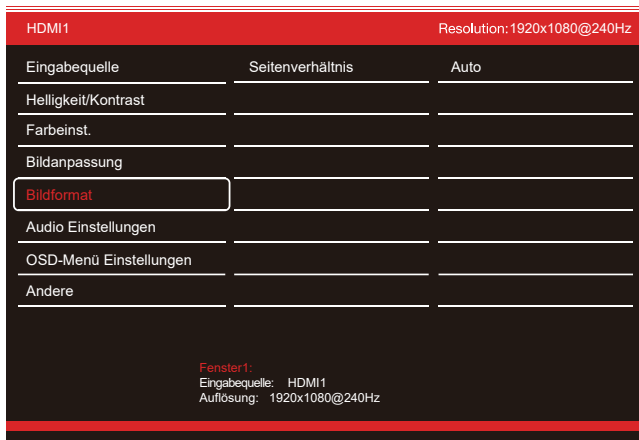 HDMI1 Resolution:1920x1080@240Hz
Eingabequelle Seitenverhältnis Auto
Helligkeit/Kontrast
Farbeinst.
Bildanpassung
Bildformat
Audio Einstellungen
OSD-Menü Einstellungen
Andere
Fenster1:
Eingabequelle: HDMI1
Auflösung: 1920x1080@240Hz